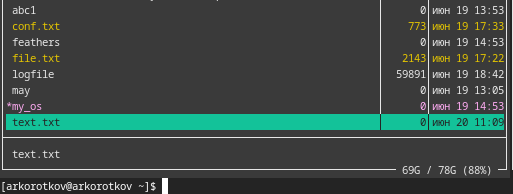 abc1 0 июн 19 13:53
conf.txt 773 июн 19 17:33
feathers 0 июн 19 14:53
file.txt 2143 июн 19 17:22
logfile 59891 июн 19 18:42
may 0 июн 19 13:05
*my_os 0 июн 19 14:53
text.txt 0 июн 20 11:09
text.txt
69G / 78G (88%)
[arkorotkov@arkorotkov ~]$